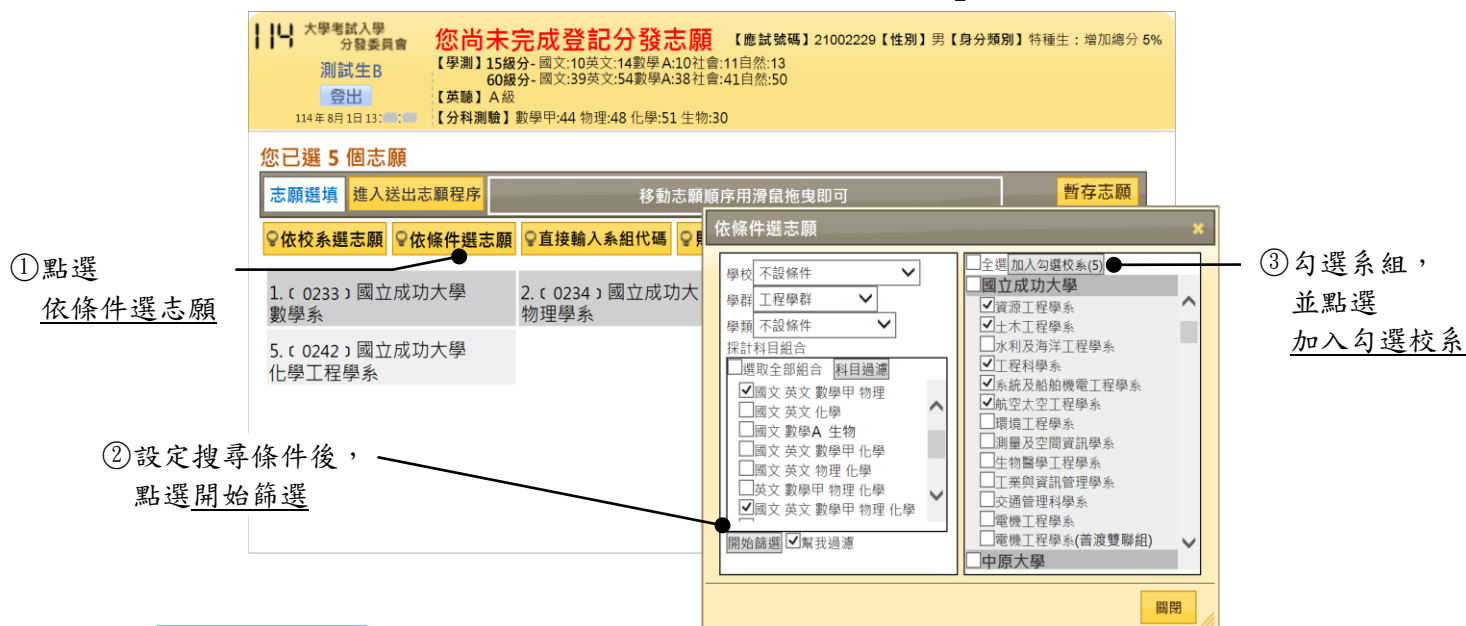 114 大學考試入學
分發委員會
測試生B
登出
114年8月1日 13:
您尚未完成登記分發志願
【應試號碼】21002229【性別】男【身分類別】特種生：增加總分 5%
【學測】15級分- 國文:10英文:14數學A:10社會:11自然:13
60級分- 國文:39英文:54數學A:38社會:41自然:50
【英聽】A級
【分科測驗】數學甲:44 物理:48 化學:51 生物:30
您已選 5 個志願
志願選填
進入送出志願程序
移動志願順序用滑鼠拖曳即可
暫存志願
依校系選志願
依條件選志願
直接輸入系組代碼
1.﹝0233﹞國立成功大學
數學系
2.﹝0234﹞國立成功大
物理學系
5.﹝0242﹞國立成功大學
化學工程學系
①點選
依條件選志願
②設定搜尋條件後，
點選開始篩選
依條件選志願
學校 不設條件
學群 工程學群
學類 不設條件
採計科目組合
選取全部組合 科目過濾
國文 英文 數學甲 物理
國文 英文 化學
國文 數學A 生物
國文 英文 數學甲 化學
國文 英文 物理 化學
英文 數學甲 物理 化學
國文 英文 數學甲 物理 化學
開始篩選 幫我過濾
全選 加入勾選校系(5)
國立成功大學
資源工程學系
土木工程學系
水利及海洋工程學系
工程科學系
系統及船舶機電工程學系
航空太空工程學系
環境工程學系
測量及空間資訊學系
生物醫學工程學系
工業與資訊管理學系
交通管理科學系
電機工程學系
電機工程學系(普渡雙聯組)
中原大學
關閉
③勾選系組，
並點選
加入勾選校系